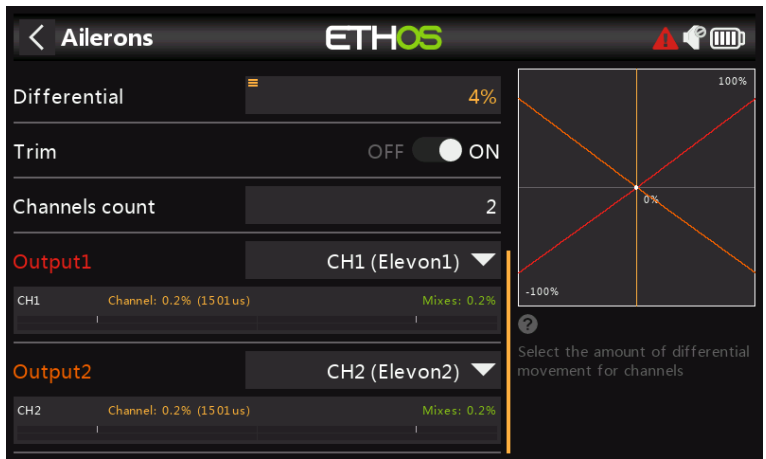 Ailerons
ETHOS
Differential
4%
Trim
OFF ON
Channels count
2
Output1
CH1 (Elevon1)
CH1 Channel: 0.2% (1501us) Mixes: 0.2%
Output2
CH2 (Elevon2)
CH2 Channel: 0.2% (1501us) Mixes: 0.2%
100%
0%
-100%
?
Select the amount of differential
movement for channels